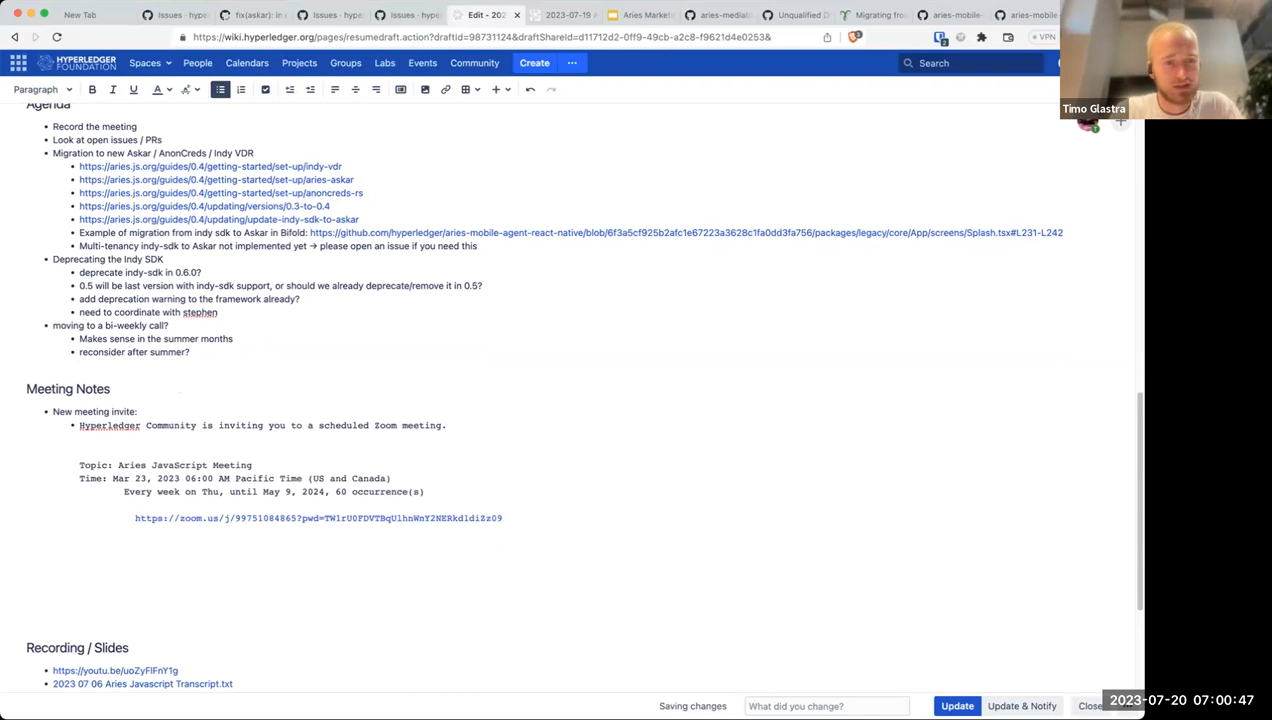 New Tab
Issues · hyper
fix(askar): in
Issues · hype
Issues · hype
Edit - 202
2023-07-19 A
Aries Market
aries-mediat
Unqualified D
Migrating fro
aries-mobile-
aries-mobile-
https://wiki.hyperledger.org/pages/resumedraft.action?draftId=98731124&draftShareId=d11712d2-0ff9-49cb-a2c8-f9621d4e0253&
VPN
HYPERLEDGER FOUNDATION
Spaces
People
Calendars
Projects
Groups
Labs
Events
Community
Create
Search
Timo Glastra
Paragraph
B I U A
Agenda
Record the meeting
Look at open issues / PRs
Migration to new Askar / AnonCreds / Indy VDR
https://aries.js.org/guides/0.4/getting-started/set-up/indy-vdr
https://aries.js.org/guides/0.4/getting-started/set-up/aries-askar
https://aries.js.org/guides/0.4/getting-started/set-up/anoncreds-rs
https://aries.js.org/guides/0.4/updating/versions/0.3-to-0.4
https://aries.js.org/guides/0.4/updating/update-indy-sdk-to-askar
Example of migration from indy sdk to Askar in Bifold: https://github.com/hyperledger/aries-mobile-agent-react-native/blob/6f3a5cf925b2afc1e67223a3628c1fa0dd3fa756/packages/legacy/core/App/screens/Splash.tsx#L231-L242
Multi-tenancy indy-sdk to Askar not implemented yet → please open an issue if you need this
Deprecating the Indy SDK
deprecate indy-sdk in 0.6.0?
0.5 will be last version with indy-sdk support, or should we already deprecate/remove it in 0.5?
add deprecation warning to the framework already?
need to coordinate with stephen
moving to a bi-weekly call?
Makes sense in the summer months
reconsider after summer?
Meeting Notes
New meeting invite:
Hyperledger Community is inviting you to a scheduled Zoom meeting.
Topic: Aries JavaScript Meeting
Time: Mar 23, 2023 06:00 AM Pacific Time (US and Canada)
Every week on Thu, until May 9, 2024, 60 occurrence(s)
https://zoom.us/j/99751084865?pwd=TW1rU0FDVTBqUlhnWnY2NERkd1diZz09
Recording / Slides
https://youtu.be/uoZyFlFnY1g
2023 07 06 Aries Javascript Transcript.txt
Saving changes
What did you change?
Update
Update & Notify
Close
2023-07-20 07:00:47